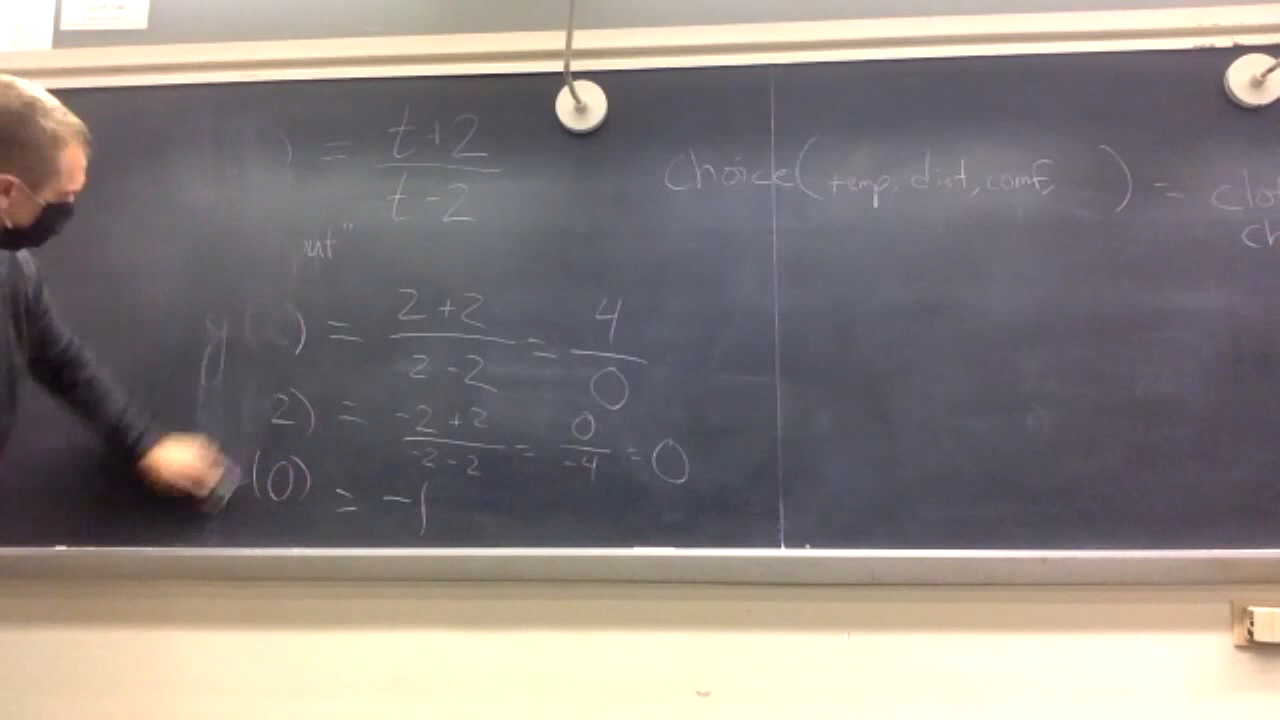 ) = t+2 / t-2
put"
y( ) = 2+2 / 2-2 = 4 / 0
2) = -2+2 / -2-2 = 0 / -4 = 0
(0) = -1
choice(temp, dist, comf, ) = clo
ch